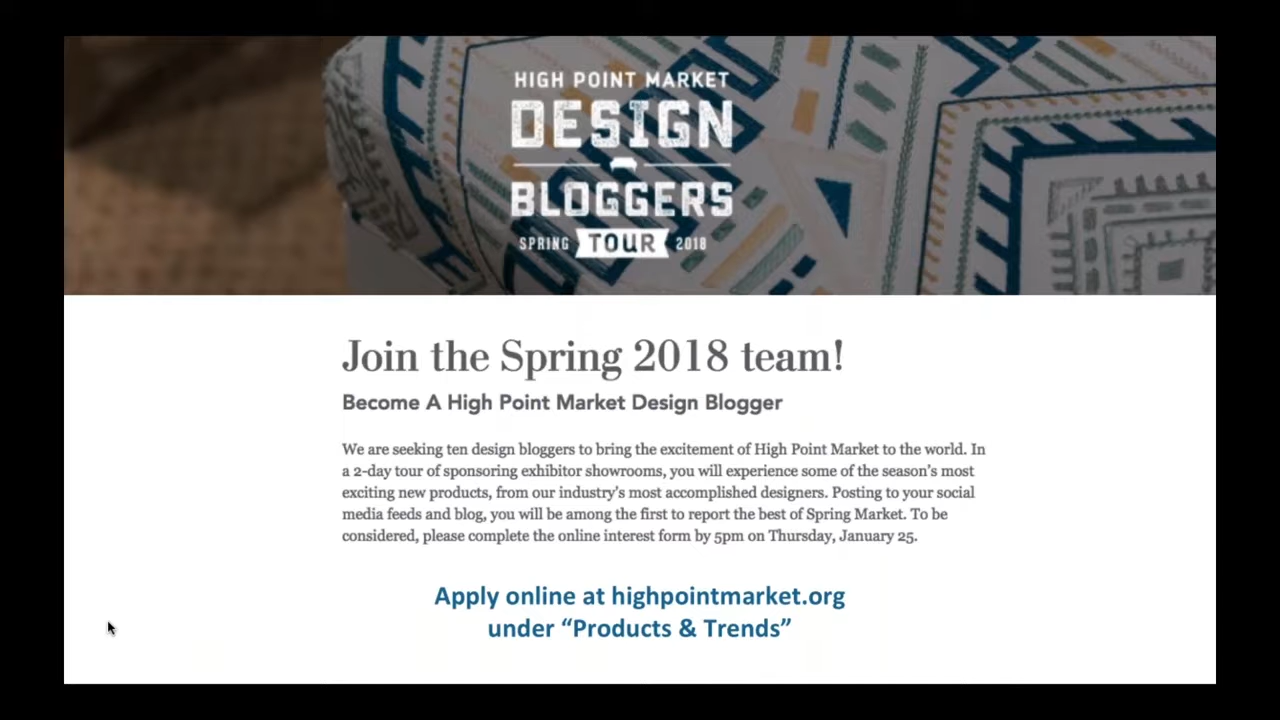 HIGH POINT MARKET
DESIGN
BLOGGERS
SPRING TOUR 2018
Join the Spring 2018 team!
Become A High Point Market Design Blogger
We are seeking ten design bloggers to bring the excitement of High Point Market to the world. In
a 2-day tour of sponsoring exhibitor showrooms, you will experience some of the season’s most
exciting new products, from our industry’s most accomplished designers. Posting to your social
media feeds and blog, you will be among the first to report the best of Spring Market. To be
considered, please complete the online interest form by 5pm on Thursday, January 25.
Apply online at highpointmarket.org
under “Products & Trends”